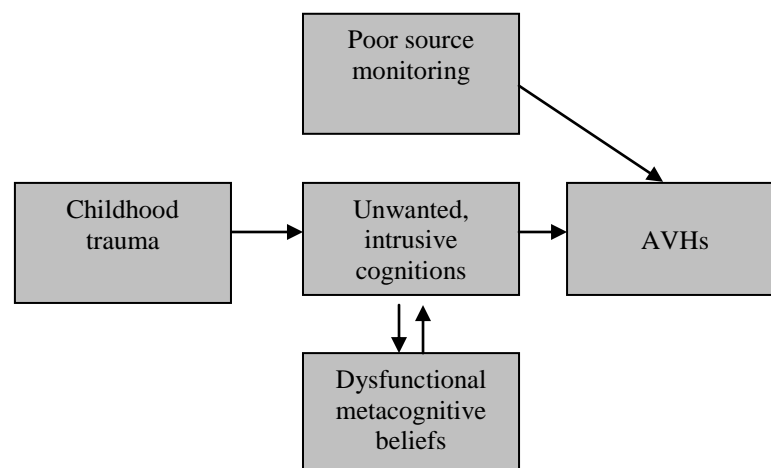 Poor source
monitoring
Childhood
trauma
Unwanted,
intrusive
cognitions
AVHs
Dysfunctional
metacognitive
beliefs